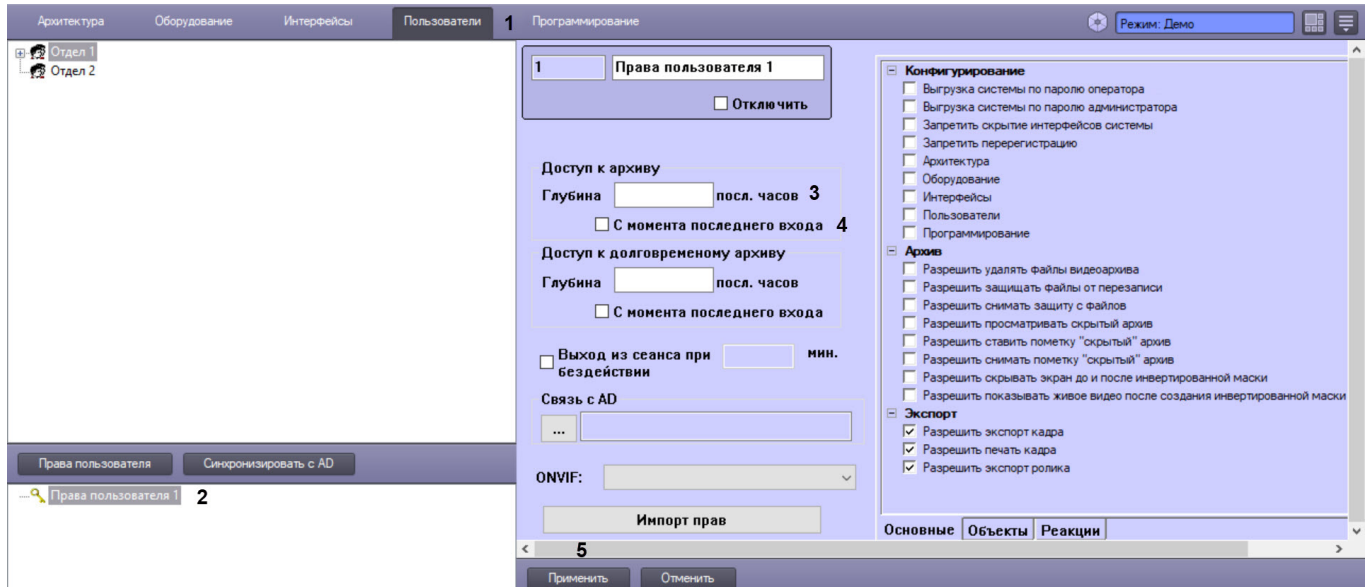 Архитектура Оборудование Интерфейсы Пользователи 1 Программирование Режим: Демо
Отдел 1
Отдел 2
Права пользователя Синхронизировать с AD
Права пользователя 1 2
1 Права пользователя 1
Отключить
Доступ к архиву
Глубина посл. часов 3
С момента последнего входа 4
Доступ к долговременому архиву
Глубина посл. часов
С момента последнего входа
Выход из сеанса при мин.
бездействии
Связь с AD
...
ONVIF:
Импорт прав
5
Применить Отменить
Конфигурирование
Выгрузка системы по паролю оператора
Выгрузка системы по паролю администратора
Запретить скрытие интерфейсов системы
Запретить перерегистрацию
Архитектура
Оборудование
Интерфейсы
Пользователи
Программирование
Архив
Разрешить удалять файлы видеоархива
Разрешить защищать файлы от перезаписи
Разрешить снимать защиту с файлов
Разрешить просматривать скрытый архив
Разрешить ставить пометку "скрытый" архив
Разрешить снимать пометку "скрытый" архив
Разрешить скрывать экран до и после инвертированной маски
Разрешить показывать живое видео после создания инвертированной маски
Экспорт
Разрешить экспорт кадра
Разрешить печать кадра
Разрешить экспорт ролика
Основные Объекты Реакции